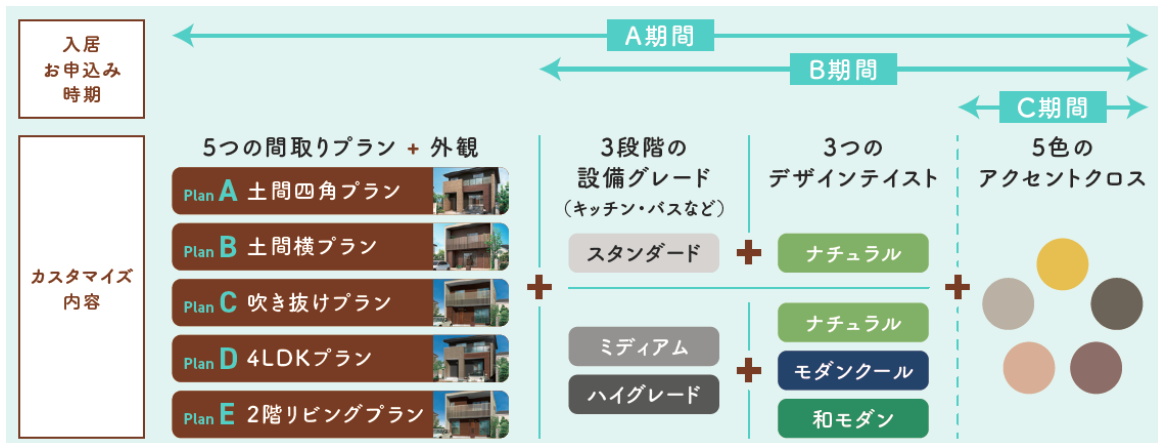 入居
お申込み
時期
A期間
B期間
C期間
カスタマイズ
内容
5つの間取りプラン + 外観
Plan A 土間四角プラン
Plan B 土間横プラン
Plan C 吹き抜けプラン
Plan D 4LDKプラン
Plan E 2階リビングプラン
+
3段階の
設備グレード
（キッチン・バスなど）
スタンダード
ミディアム
ハイグレード
+
+
3つの
デザインテイスト
ナチュラル
ナチュラル
モダンクール
和モダン
+
5色の
アクセントクロス